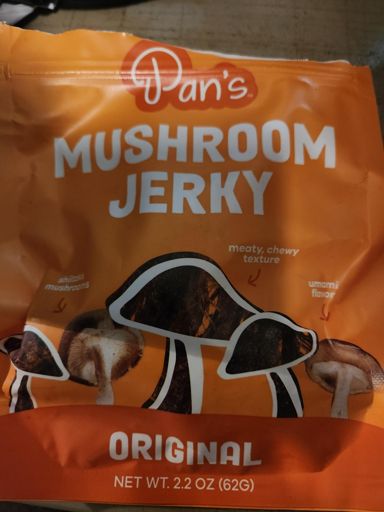 Pan's
MUSHROOM
JERKY
meaty, chewy
texture
shiitake
mushrooms
umami
flavor
ORIGINAL
NET WT. 2.2 OZ (62G)